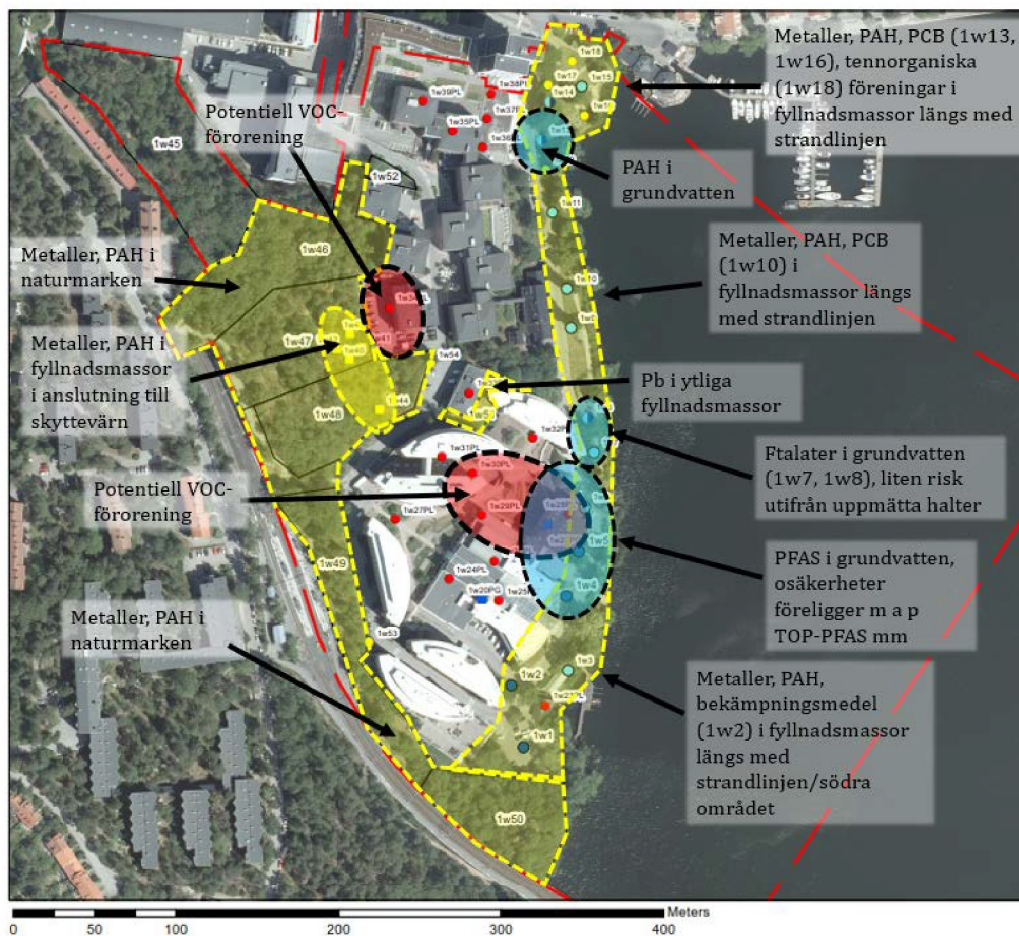 Metaller, PAH, PCB (1w13,
1w16), tennorganiska
(1w18) föreningar i
fyllnadsmassor längs med
strandlinjen
Potentiell VOC-
förorening
PAH i
grundvatten
Metaller, PAH i
naturmarken
Metaller, PAH, PCB
(1w10) i
fyllnadsmassor längs
med strandlinjen
Metaller, PAH i
fyllnadsmassor
i anslutning till
skyttevärn
Pb i ytliga
fyllnadsmassor
Ftalater i grundvatten
(1w7, 1w8), liten risk
utifrån uppmätta halter
Potentiell VOC-
förorening
PFAS i grundvatten,
osäkerheter
föreligger m a p
TOP-PFAS mm
Metaller, PAH i
naturmarken
Metaller, PAH,
bekämpningsmedel
(1w2) i fyllnadsmassor
längs med
strandlinjen/södra
området
1w18
1w17
1w15
1w14
1w39PL
1w38PL
1w35PL
1w45
1w52
1w11
1w46
1w10
1w47
1w54
1w44
1w48
1w31PL
1w30PL
1w29PL
1w27PL
1w5
1w49
1w24PL
1w20PG
1w4
1w53
1w2
1w3
1w1
1w50
0 50 100 200 300 400
Meters